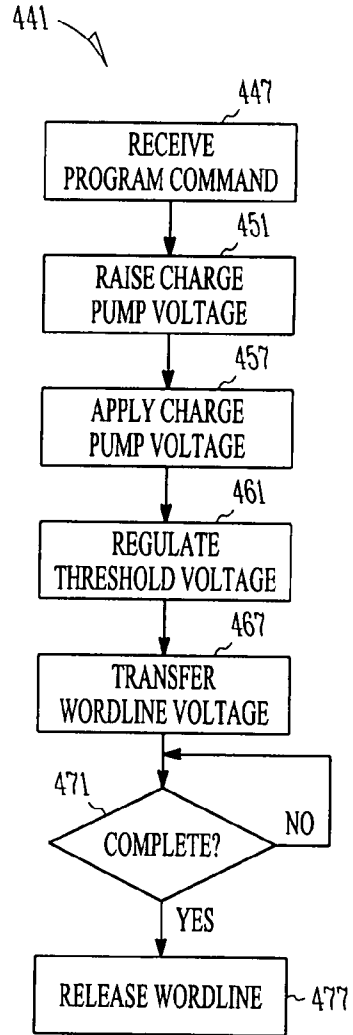 441
447
RECEIVE
PROGRAM COMMAND
451
RAISE CHARGE
PUMP VOLTAGE
457
APPLY CHARGE
PUMP VOLTAGE
461
REGULATE
THRESHOLD VOLTAGE
467
TRANSFER
WORDLINE VOLTAGE
471
COMPLETE?
NO
YES
RELEASE WORDLINE
477